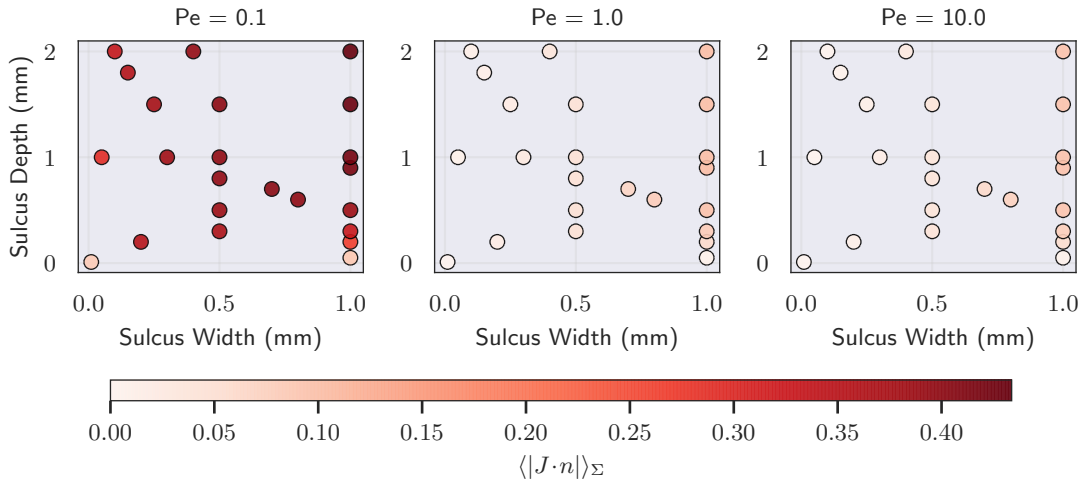 Pe = 0.1 Pe = 1.0 Pe = 10.0
Sulcus Depth (mm)
2
1
0
0.0 0.5 1.0
Sulcus Width (mm)
2
1
0
0.0 0.5 1.0
Sulcus Width (mm)
2
1
0
0.0 0.5 1.0
Sulcus Width (mm)
0.00 0.05 0.10 0.15 0.20 0.25 0.30 0.35 0.40
⟨|J·n|⟩Σ